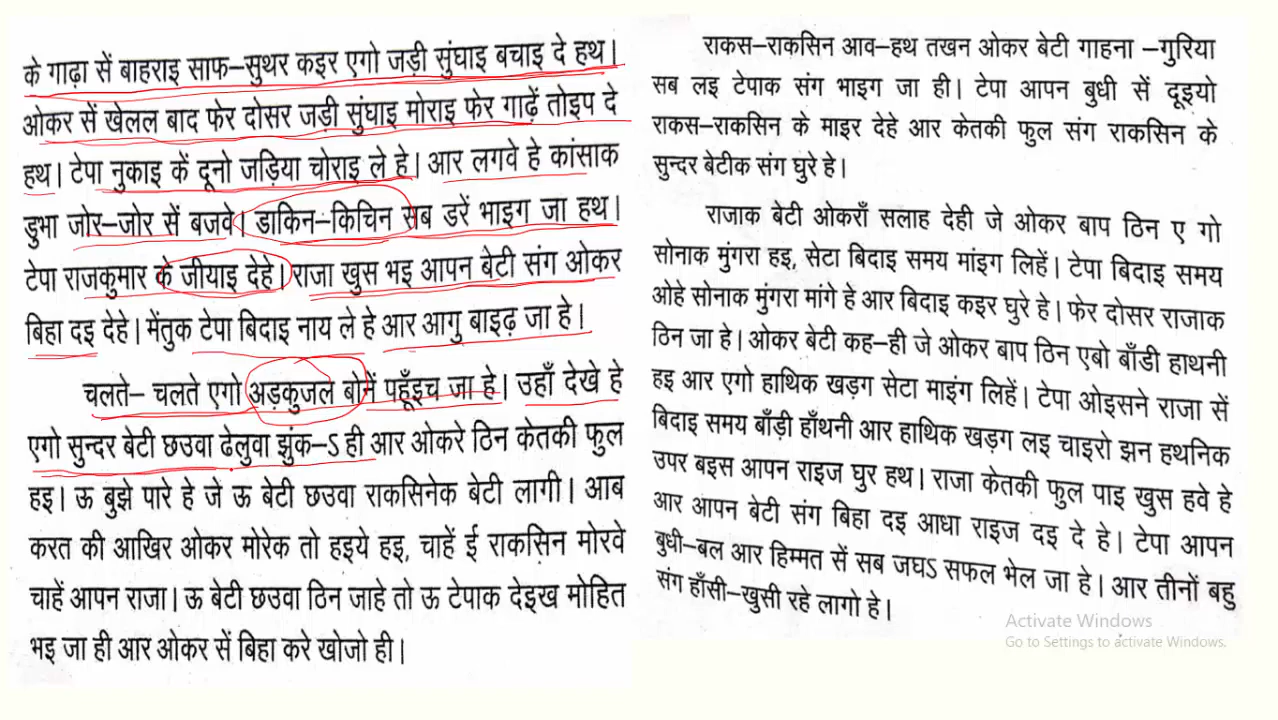 के गाढ़ा सें बाहराइ साफ–सुथर कइर एगो जड़ी सुंघाइ बचाइ दे हथ।
ओकर सें खेलल बाद फेर दोसर जड़ी सुंघाइ मोराइ फेर गाढ़ें तोइप दे
हथ। टेपा नुकाइ कें दूनो जड़िया चोराइ ले हे। आर लगवे हे कांसाक
डुभा जोर–जोर सें बजवे। डाकिन–किचिन सब डरें भाइग जा हथ।
टेपा राजकुमार के जीयाइ देहे। राजा खुस भइ आपन बेटी संग ओकर
बिहा दइ देहे। मेंतुक टेपा बिदाइ नाय ले हे आर आगु बाइढ़ जा हे।
चलते– चलते एगो अड़कुजले बोनें पहूँइच जा हे। उहाँ देखे हे
एगो सुन्दर बेटी छउवा ढेलुवा झुंक–ऽ ही आर ओकरे ठिन केतकी फुल
हइ। ऊ बुझे पारे हे जें ऊ बेटी छउवा राकसिनेक बेटी लागी। आब
करत की आखिर ओकर मोरेक तो हइये हइ, चाहें ई राकसिन मोरवे
चाहें आपन राजा। ऊ बेटी छउवा ठिन जाहे तो ऊ टेपाक देइख मोहित
भइ जा ही आर ओकर सें बिहा करे खोजो ही।
राकस–राकसिन आव–हथ तखन ओकर बेटी गाहना –गुरिया
सब लइ टेपाक संग भाइग जा ही। टेपा आपन बुधी सें दूइयो
राकस–राकसिन के माइर देहे आर केतकी फुल संग राकसिन के
सुन्दर बेटीक संग घुरे हे।
राजाक बेटी ओकराँ सलाह देही जे ओकर बाप ठिन ए गो
सोनाक मुंगरा हइ, सेटा बिदाइ समय मांइग लिहें। टेपा बिदाइ समय
ओहे सोनाक मुंगरा मांगे हे आर बिदाइ कइर घुरे हे। फेर दोसर राजाक
ठिन जा हे। ओकर बेटी कह–ही जे ओकर बाप ठिन एबो बाँडी हाथनी
हइ आर एगो हाथिक खड़ग सेटा माइंग लिहें। टेपा ओइसने राजा सें
बिदाइ समय बाँड़ी हाँथनी आर हाथिक खड़ग लइ चाइरो झन हथनिक
उपर बइस आपन राइज घुर हथ। राजा केतकी फुल पाइ खुस हवे हे
आर आपन बेटी संग बिहा दइ आधा राइज दइ दे हे। टेपा आपन
बुधी–बल आर हिम्मत सें सब जघऽ सफल भेल जा हे। आर तीनों बहु
संग हाँसी–खुसी रहे लागो हे।
Activate Windows
Go to Settings to activate Windows.